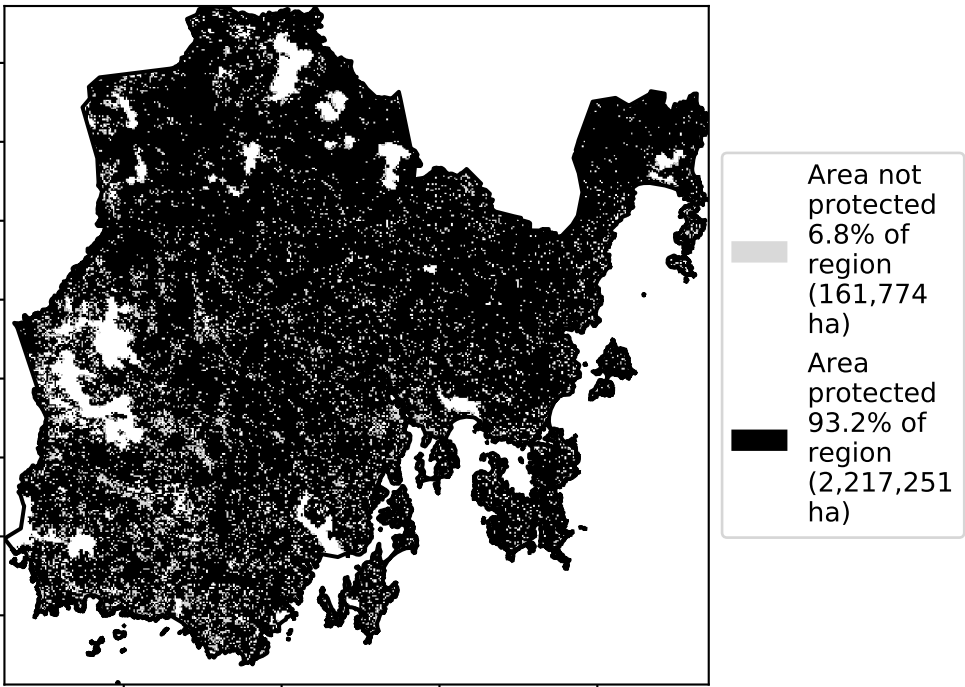 Area not
protected
6.8% of
region
(161,774
ha)
Area
protected
93.2% of
region
(2,217,251
ha)